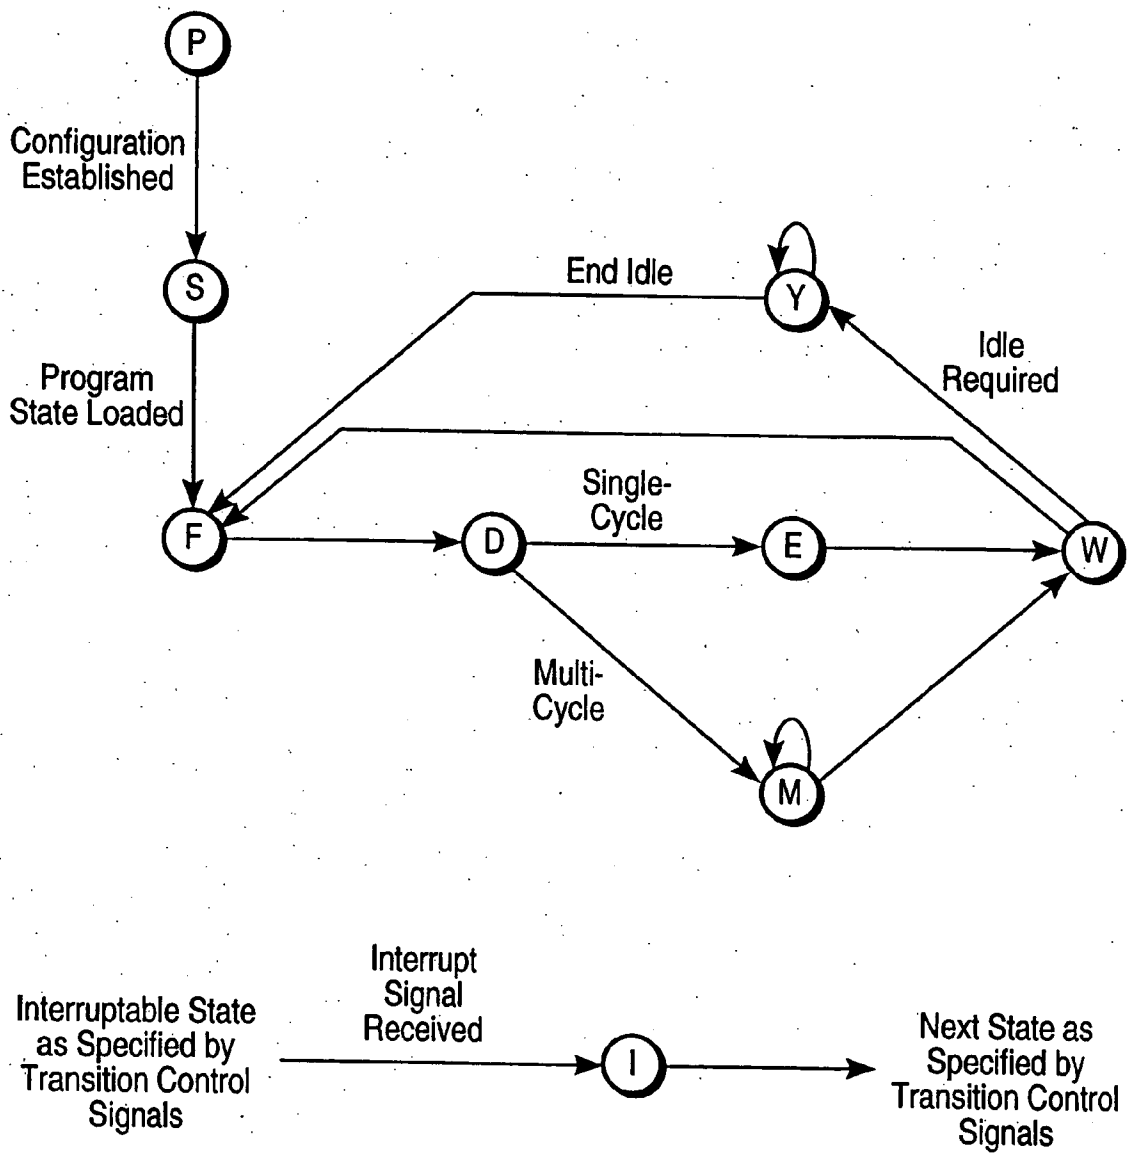 P
Configuration
Established
S
Program
State Loaded
End Idle
Y
Idle
Required
F
D
Single-
Cycle
E
W
Multi-
Cycle
M
Interruptable State
as Specified by
Transition Control
Signals
Interrupt
Signal
Received
I
Next State as
Specified by
Transition Control
Signals